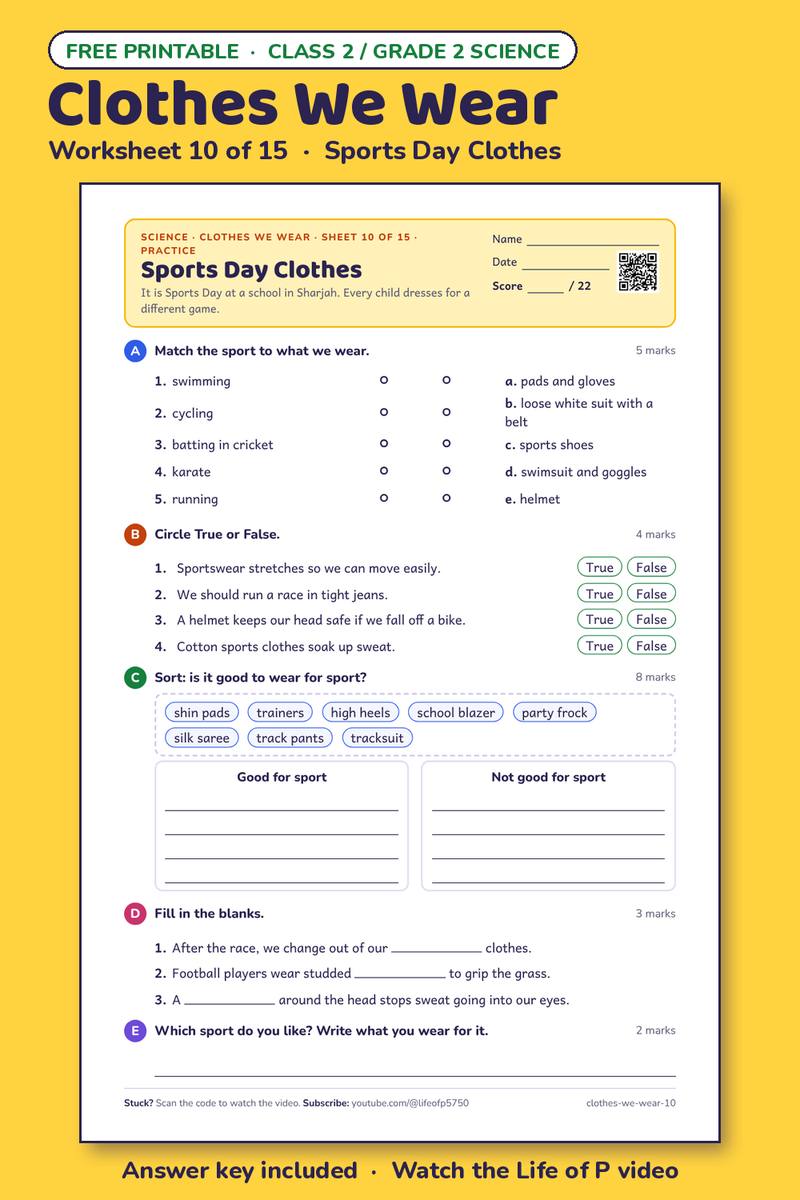 FREE PRINTABLE · CLASS 2 / GRADE 2 SCIENCE
Clothes We Wear
Worksheet 10 of 15 · Sports Day Clothes
SCIENCE · CLOTHES WE WEAR · SHEET 10 OF 15 ·
PRACTICE
Sports Day Clothes
It is Sports Day at a school in Sharjah. Every child dresses for a
different game.
Name
Date
Score / 22
A Match the sport to what we wear. 5 marks
1. swimming a. pads and gloves
2. cycling b. loose white suit with a
belt
3. batting in cricket c. sports shoes
4. karate d. swimsuit and goggles
5. running e. helmet
B Circle True or False. 4 marks
1. Sportswear stretches so we can move easily. True False
2. We should run a race in tight jeans. True False
3. A helmet keeps our head safe if we fall off a bike. True False
4. Cotton sports clothes soak up sweat. True False
C Sort: is it good to wear for sport? 8 marks
shin pads trainers high heels school blazer party frock
silk saree track pants tracksuit
Good for sport Not good for sport
D Fill in the blanks. 3 marks
1. After the race, we change out of our ____ clothes.
2. Football players wear studded ____ to grip the grass.
3. A ____ around the head stops sweat going into our eyes.
E Which sport do you like? Write what you wear for it. 2 marks
Stuck? Scan the code to watch the video. Subscribe: youtube.com/@lifeofp5750 clothes-we-wear-10
Answer key included · Watch the Life of P video